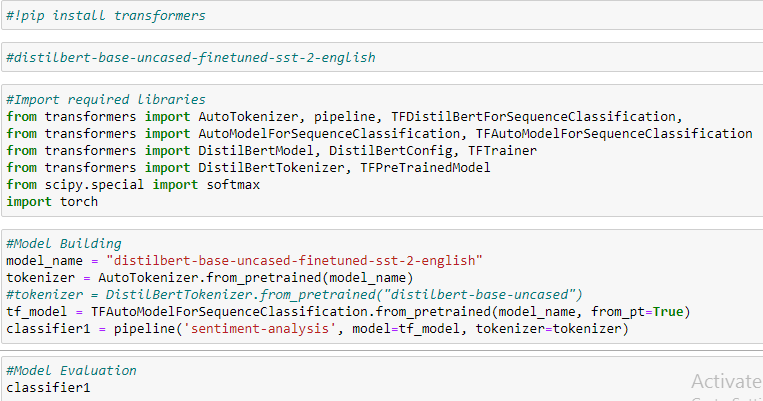 #!pip install transformers
#distilbert-base-uncased-finetuned-sst-2-english
#Import required libraries
from transformers import AutoTokenizer, pipeline, TFDistilBertForSequenceClassification,
from transformers import AutoModelForSequenceClassification, TFAutoModelForSequenceClassification
from transformers import DistilBertModel, DistilBertConfig, TFTrainer
from transformers import DistilBertTokenizer, TFPreTrainedModel
from scipy.special import softmax
import torch
#Model Building
model_name = "distilbert-base-uncased-finetuned-sst-2-english"
tokenizer = AutoTokenizer.from_pretrained(model_name)
#tokenizer = DistilBertTokenizer.from_pretrained("distilbert-base-uncased")
tf_model = TFAutoModelForSequenceClassification.from_pretrained(model_name, from_pt=True)
classifier1 = pipeline('sentiment-analysis', model=tf_model, tokenizer=tokenizer)
#Model Evaluation
classifier1
Activate